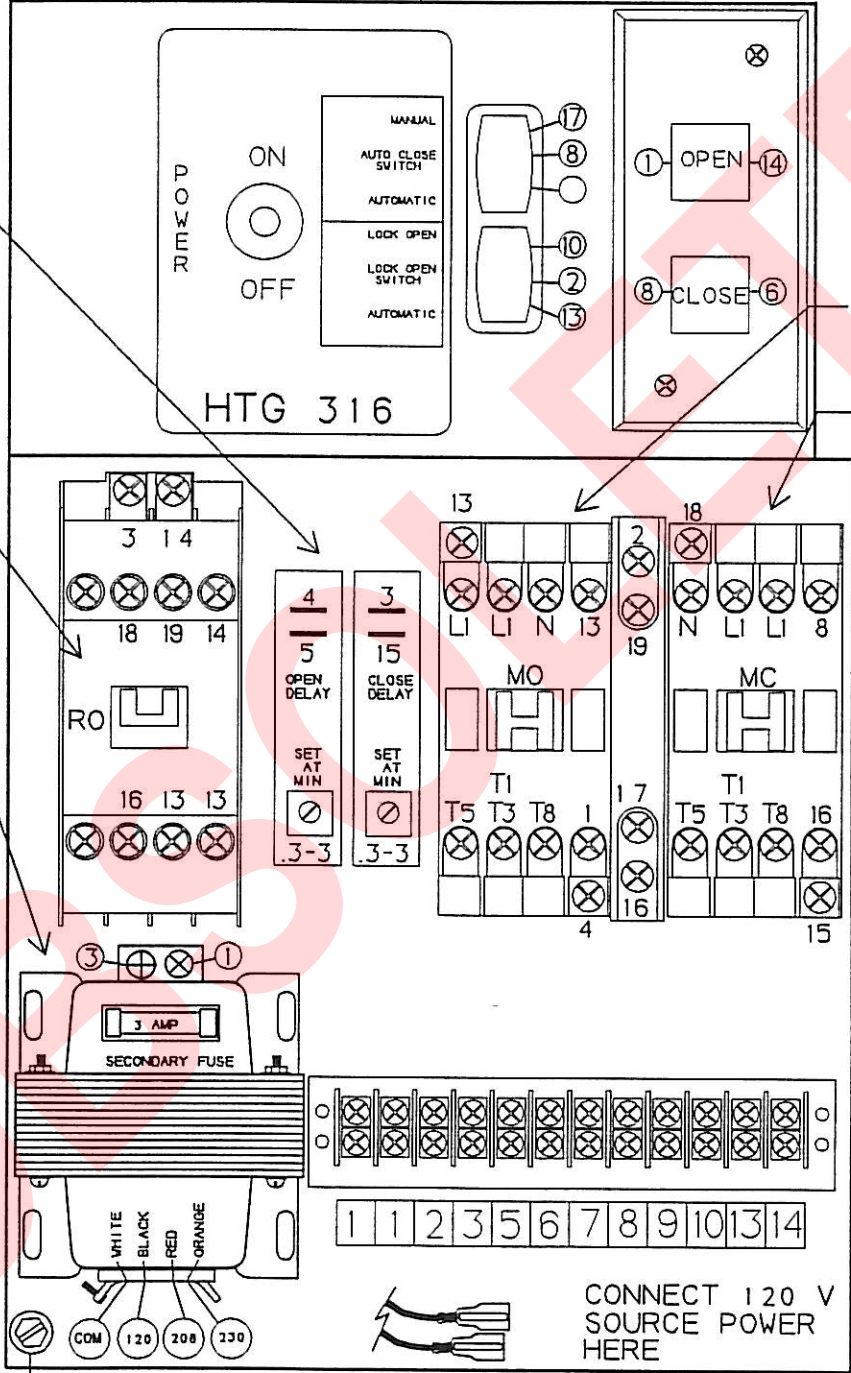 MANUAL
AUTO CLOSE
SWITCH
AUTOMATIC
LOCK OPEN
LOCK OPEN
SWITCH
AUTOMATIC
POWER
ON
OFF
HTG 316
17
8
10
2
13
1 OPEN 14
8 CLOSE 6
3 14
18 19 14
RO
16 13 13
4
5
OPEN
DELAY
SET
AT
MIN
.3-3
3
15
CLOSE
DELAY
SET
AT
MIN
.3-3
13
L1 L1 N 13
MO
T1
T5 T3 T8 1
4
2
19
17
16
18
N L1 L1 8
MC
T1
T5 T3 T8 16
15
3 1
3 AMP
SECONDARY FUSE
WHITE
BLACK
RED
ORANGE
COM 120 208 230
1 1 2 3 5 6 7 8 9 10 13 14
CONNECT 120 V
SOURCE POWER
HERE
OBSOLETE